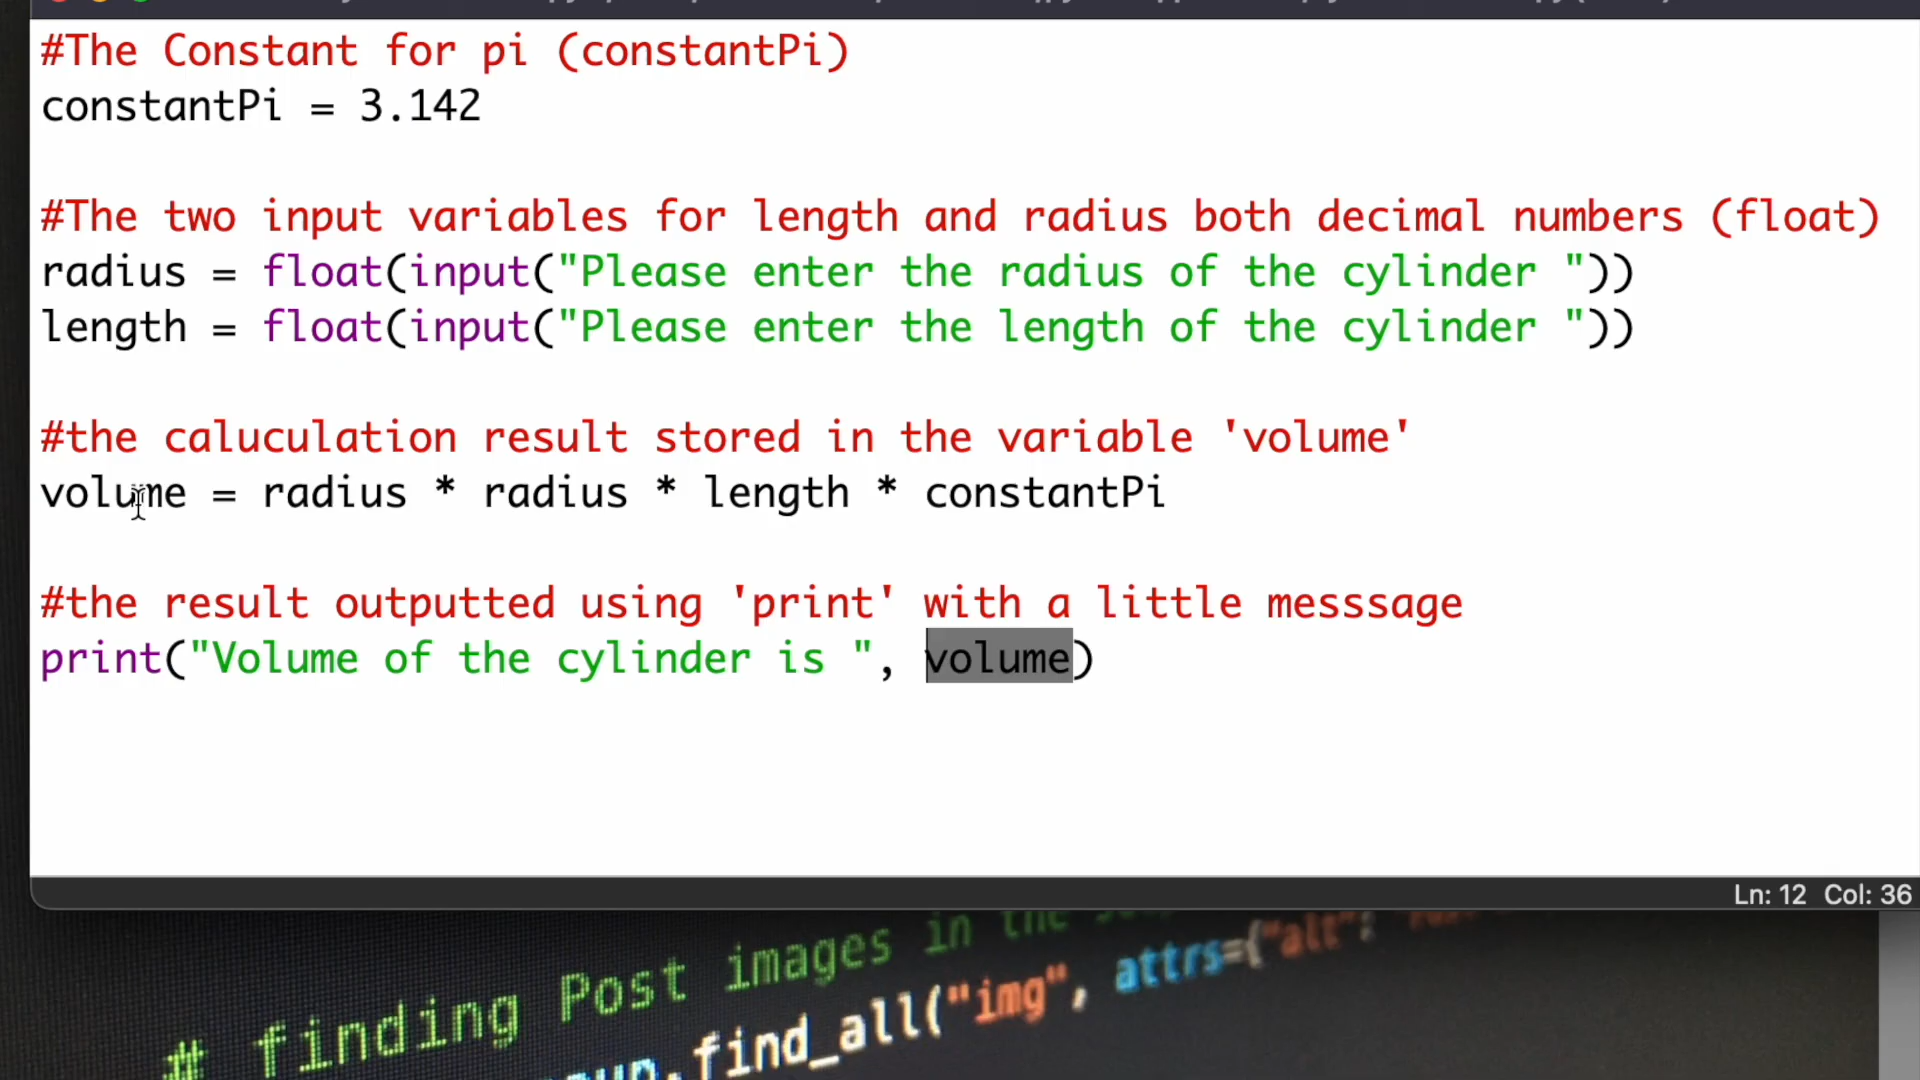 #The Constant for pi (constantPi)
constantPi = 3.142
#The two input variables for length and radius both decimal numbers (float)
radius = float(input("Please enter the radius of the cylinder "))
length = float(input("Please enter the length of the cylinder "))
#the caluculation result stored in the variable 'volume'
volume = radius * radius * length * constantPi
#the result outputted using 'print' with a little messsage
print("Volume of the cylinder is ", volume)
Ln: 12 Col: 36
# finding Post images in the
.find_all("img", attrs={"alt":